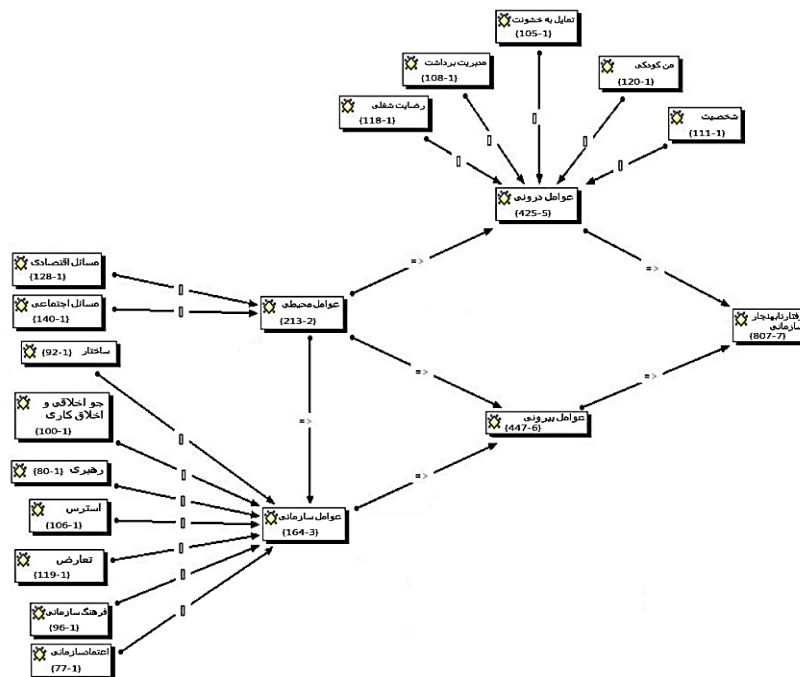 تمایل به خشونت
{105-1}
مدیریت برداشت
{108-1}
من کودکی
{120-1}
رضایت شغلی
{118-1}
شخصیت
{111-1}
عوامل درونی
{425-5}
مسائل اقتصادی
{128-1}
مسائل اجتماعی
{140-1}
عوامل محیطی
{213-2}
رفتار نابهنجار
سازمانی
{807-7}
ساختار {92-1}
جو اخلاقی و
اخلاق کاری
{100-1}
عوامل بیرونی
{447-6}
رهبری {80-1}
استرس
{106-1}
عوامل سازمانی
{164-3}
تعارض
{119-1}
فرهنگ سازمانی
{96-1}
اعتمادسازمانی
{77-1}
=>
=>
=>
=>
=>
=>